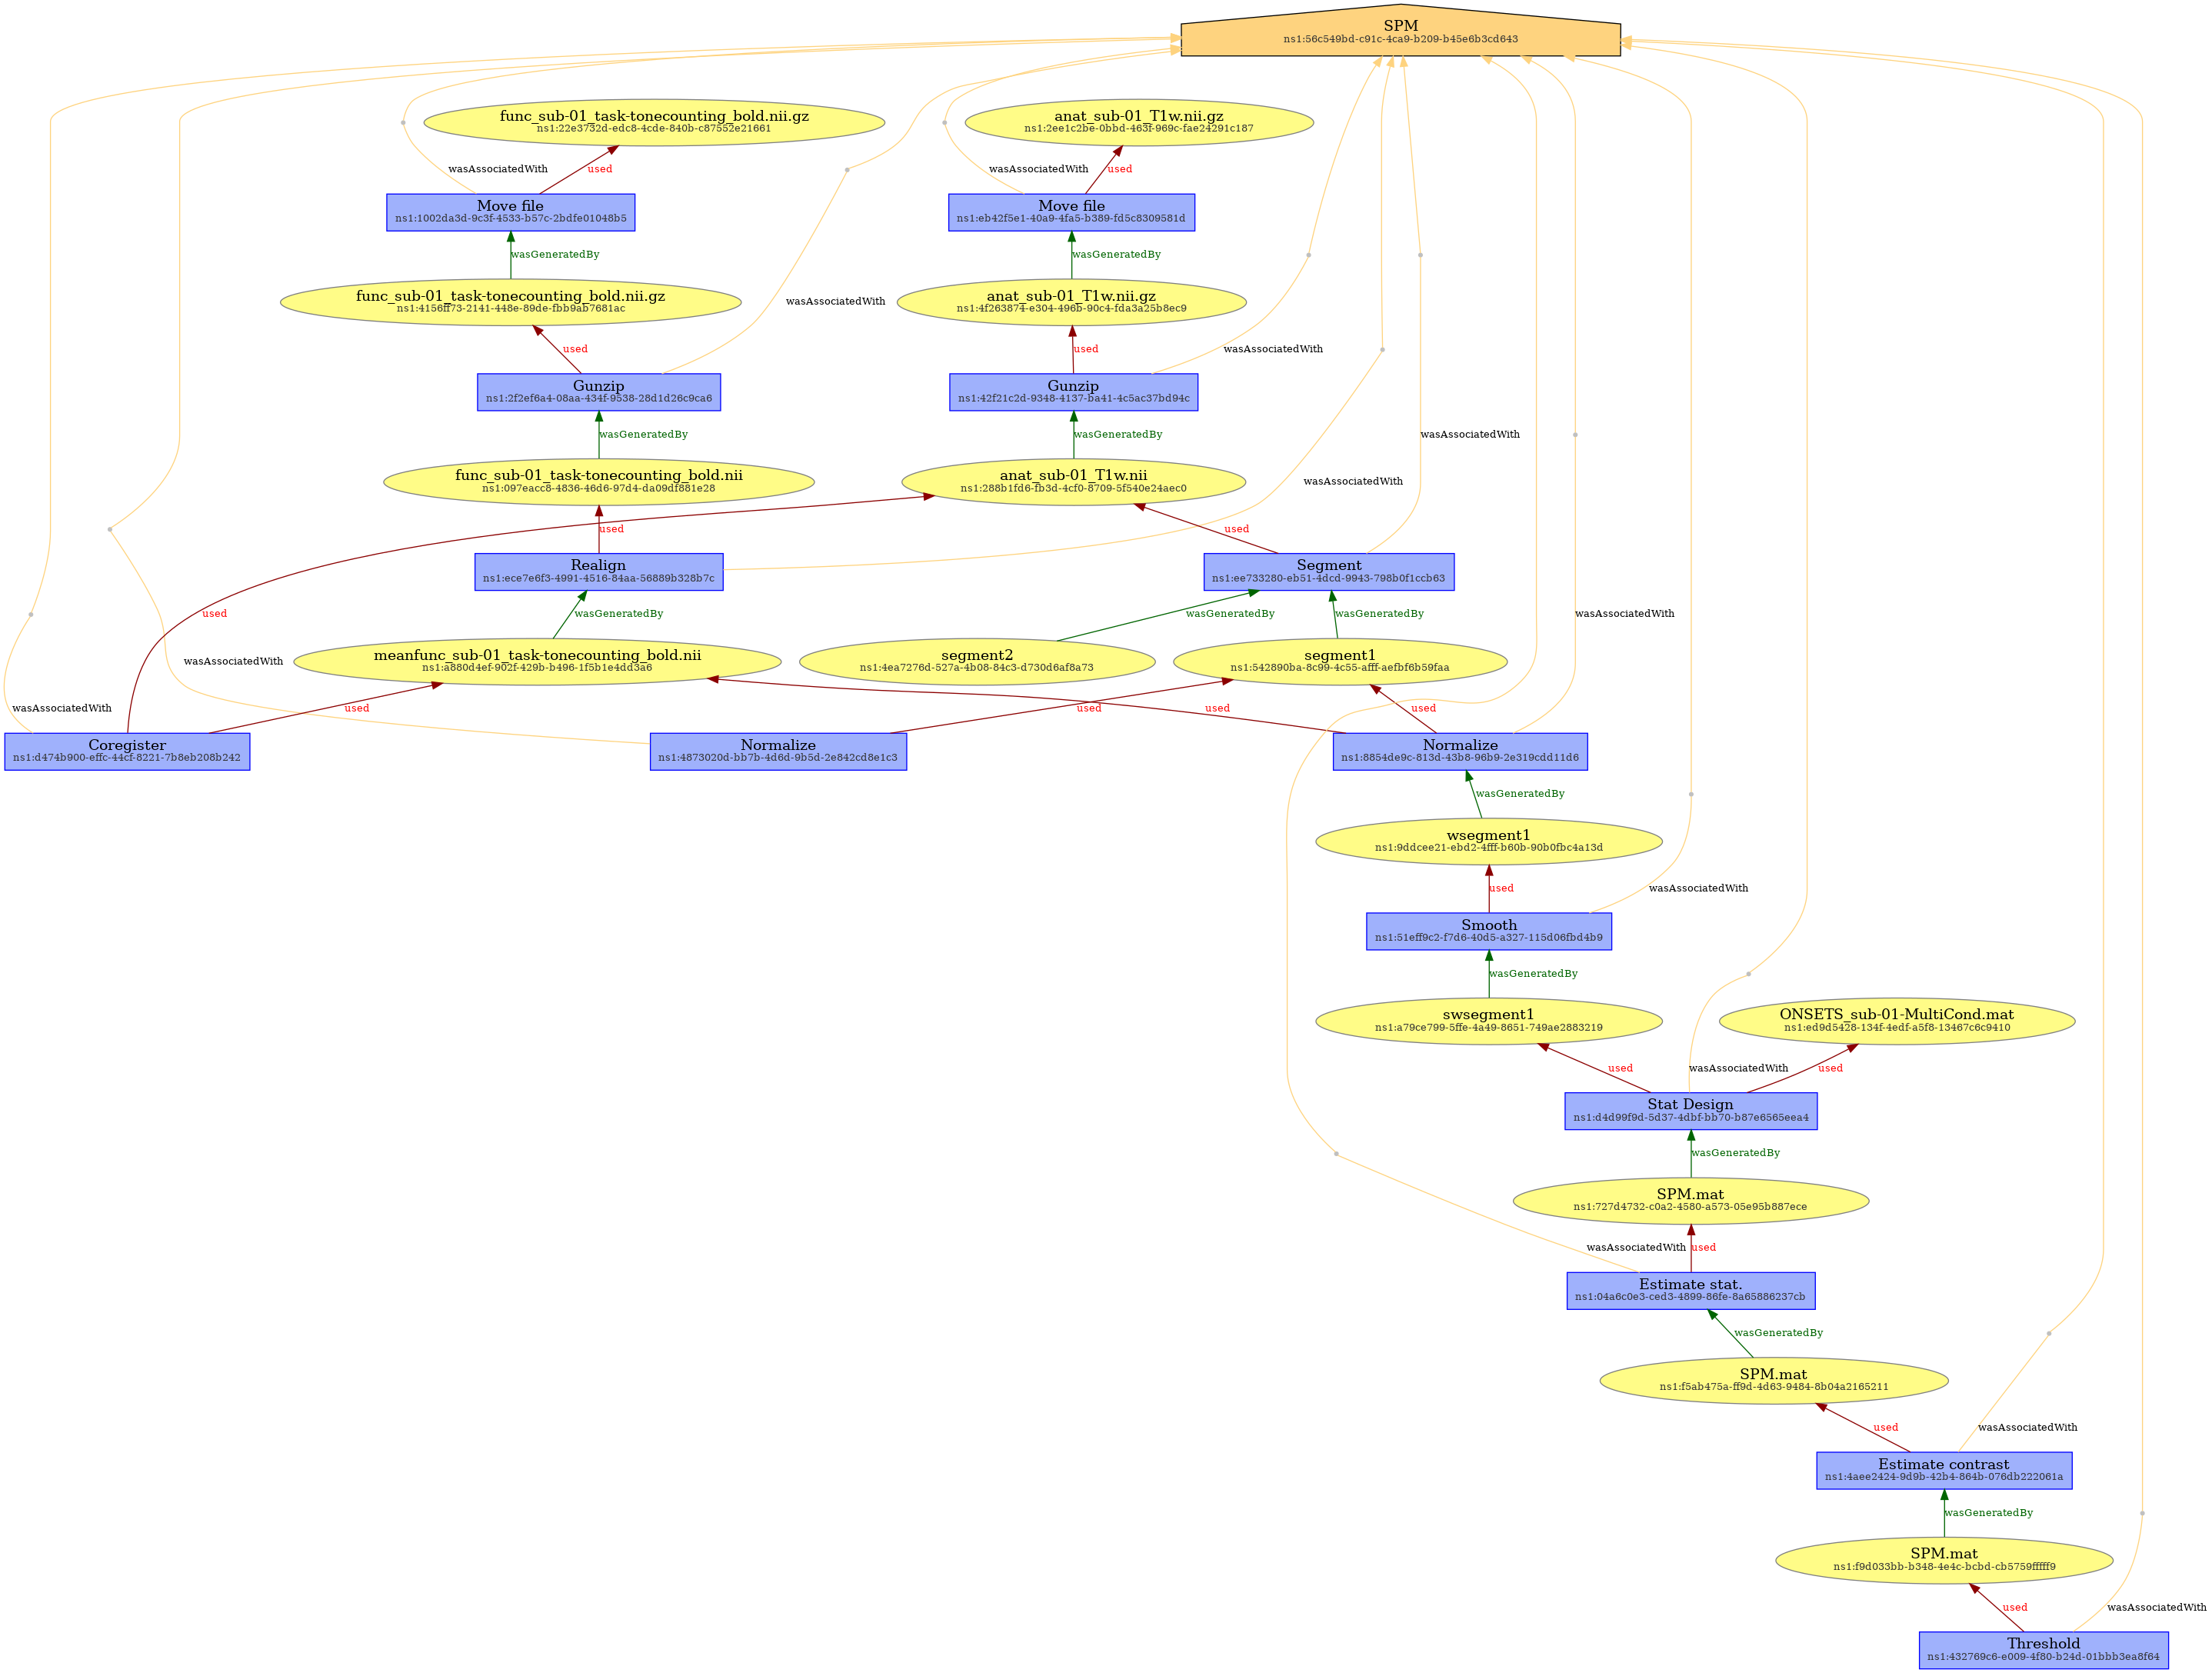 SPM
ns1:56c549bd-c91c-4ca9-b209-b45e6b3cd643
func_sub-01_task-tonecounting_bold.nii.gz
ns1:22e3732d-edc8-4cde-840b-c87552e21661
anat_sub-01_T1w.nii.gz
ns1:2ee1c2be-0bbd-463f-969c-fae24291c187
wasAssociatedWith
used
wasAssociatedWith
used
Move file
ns1:1002da3d-9c3f-4533-b57c-2bdfe01048b5
Move file
ns1:eb42f5e1-40a9-4fa5-b389-fd5c8309581d
wasGeneratedBy
wasGeneratedBy
func_sub-01_task-tonecounting_bold.nii.gz
ns1:4156ff73-2141-448e-89de-fbb9ab7681ac
wasAssociatedWith
anat_sub-01_T1w.nii.gz
ns1:4f263874-e304-496b-90c4-fda3a25b8ec9
used
used
wasAssociatedWith
Gunzip
ns1:2f2ef6a4-08aa-434f-9538-28d1d26c9ca6
Gunzip
ns1:42f21c2d-9348-4137-ba41-4c5ac37bd94c
wasGeneratedBy
wasGeneratedBy
wasAssociatedWith
func_sub-01_task-tonecounting_bold.nii
ns1:097eacc8-4836-46d6-97d4-da09df881e28
anat_sub-01_T1w.nii
ns1:288b1fd6-fb3d-4cf0-8709-5f540e24aec0
wasAssociatedWith
used
used
Realign
ns1:ece7e6f3-4991-4516-84aa-56889b328b7c
Segment
ns1:ee733280-eb51-4dcd-9943-798b0f1ccb63
used
wasGeneratedBy
wasGeneratedBy
wasGeneratedBy
wasAssociatedWith
wasAssociatedWith
meanfunc_sub-01_task-tonecounting_bold.nii
ns1:a880d4ef-902f-429b-b496-1f5b1e4dd3a6
segment2
ns1:4ea7276d-527a-4b08-84c3-d730d6af8a73
segment1
ns1:542890ba-8c99-4c55-afff-aefbf6b59faa
wasAssociatedWith
used
used
used
used
Coregister
ns1:d474b900-effc-44cf-8221-7b8eb208b242
Normalize
ns1:4873020d-bb7b-4d6d-9b5d-2e842cd8e1c3
Normalize
ns1:8854de9c-813d-43b8-96b9-2e319cdd11d6
wasGeneratedBy
wsegment1
ns1:9ddcee21-ebd2-4fff-b60b-90b0fbc4a13d
used
wasAssociatedWith
Smooth
ns1:51eff9c2-f7d6-40d5-a327-115d06fbd4b9
wasGeneratedBy
swsegment1
ns1:a79ce799-5ffe-4a49-8651-749ae2883219
ONSETS_sub-01-MultiCond.mat
ns1:ed9d5428-134f-4edf-a5f8-13467c6c9410
used
wasAssociatedWith
used
Stat Design
ns1:d4d99f9d-5d37-4dbf-bb70-b87e6565eea4
wasGeneratedBy
SPM.mat
ns1:727d4732-c0a2-4580-a573-05e95b887ece
wasAssociatedWith
used
Estimate stat.
ns1:04a6c0e3-ced3-4899-86fe-8a65886237cb
wasGeneratedBy
SPM.mat
ns1:f5ab475a-ff9d-4d63-9484-8b04a2165211
used
wasAssociatedWith
Estimate contrast
ns1:4aee2424-9d9b-42b4-864b-076db222061a
wasGeneratedBy
SPM.mat
ns1:f9d033bb-b348-4e4c-bcbd-cb5759fffff9
used
wasAssociatedWith
Threshold
ns1:432769c6-e009-4f80-b24d-01bbb3ea8f64